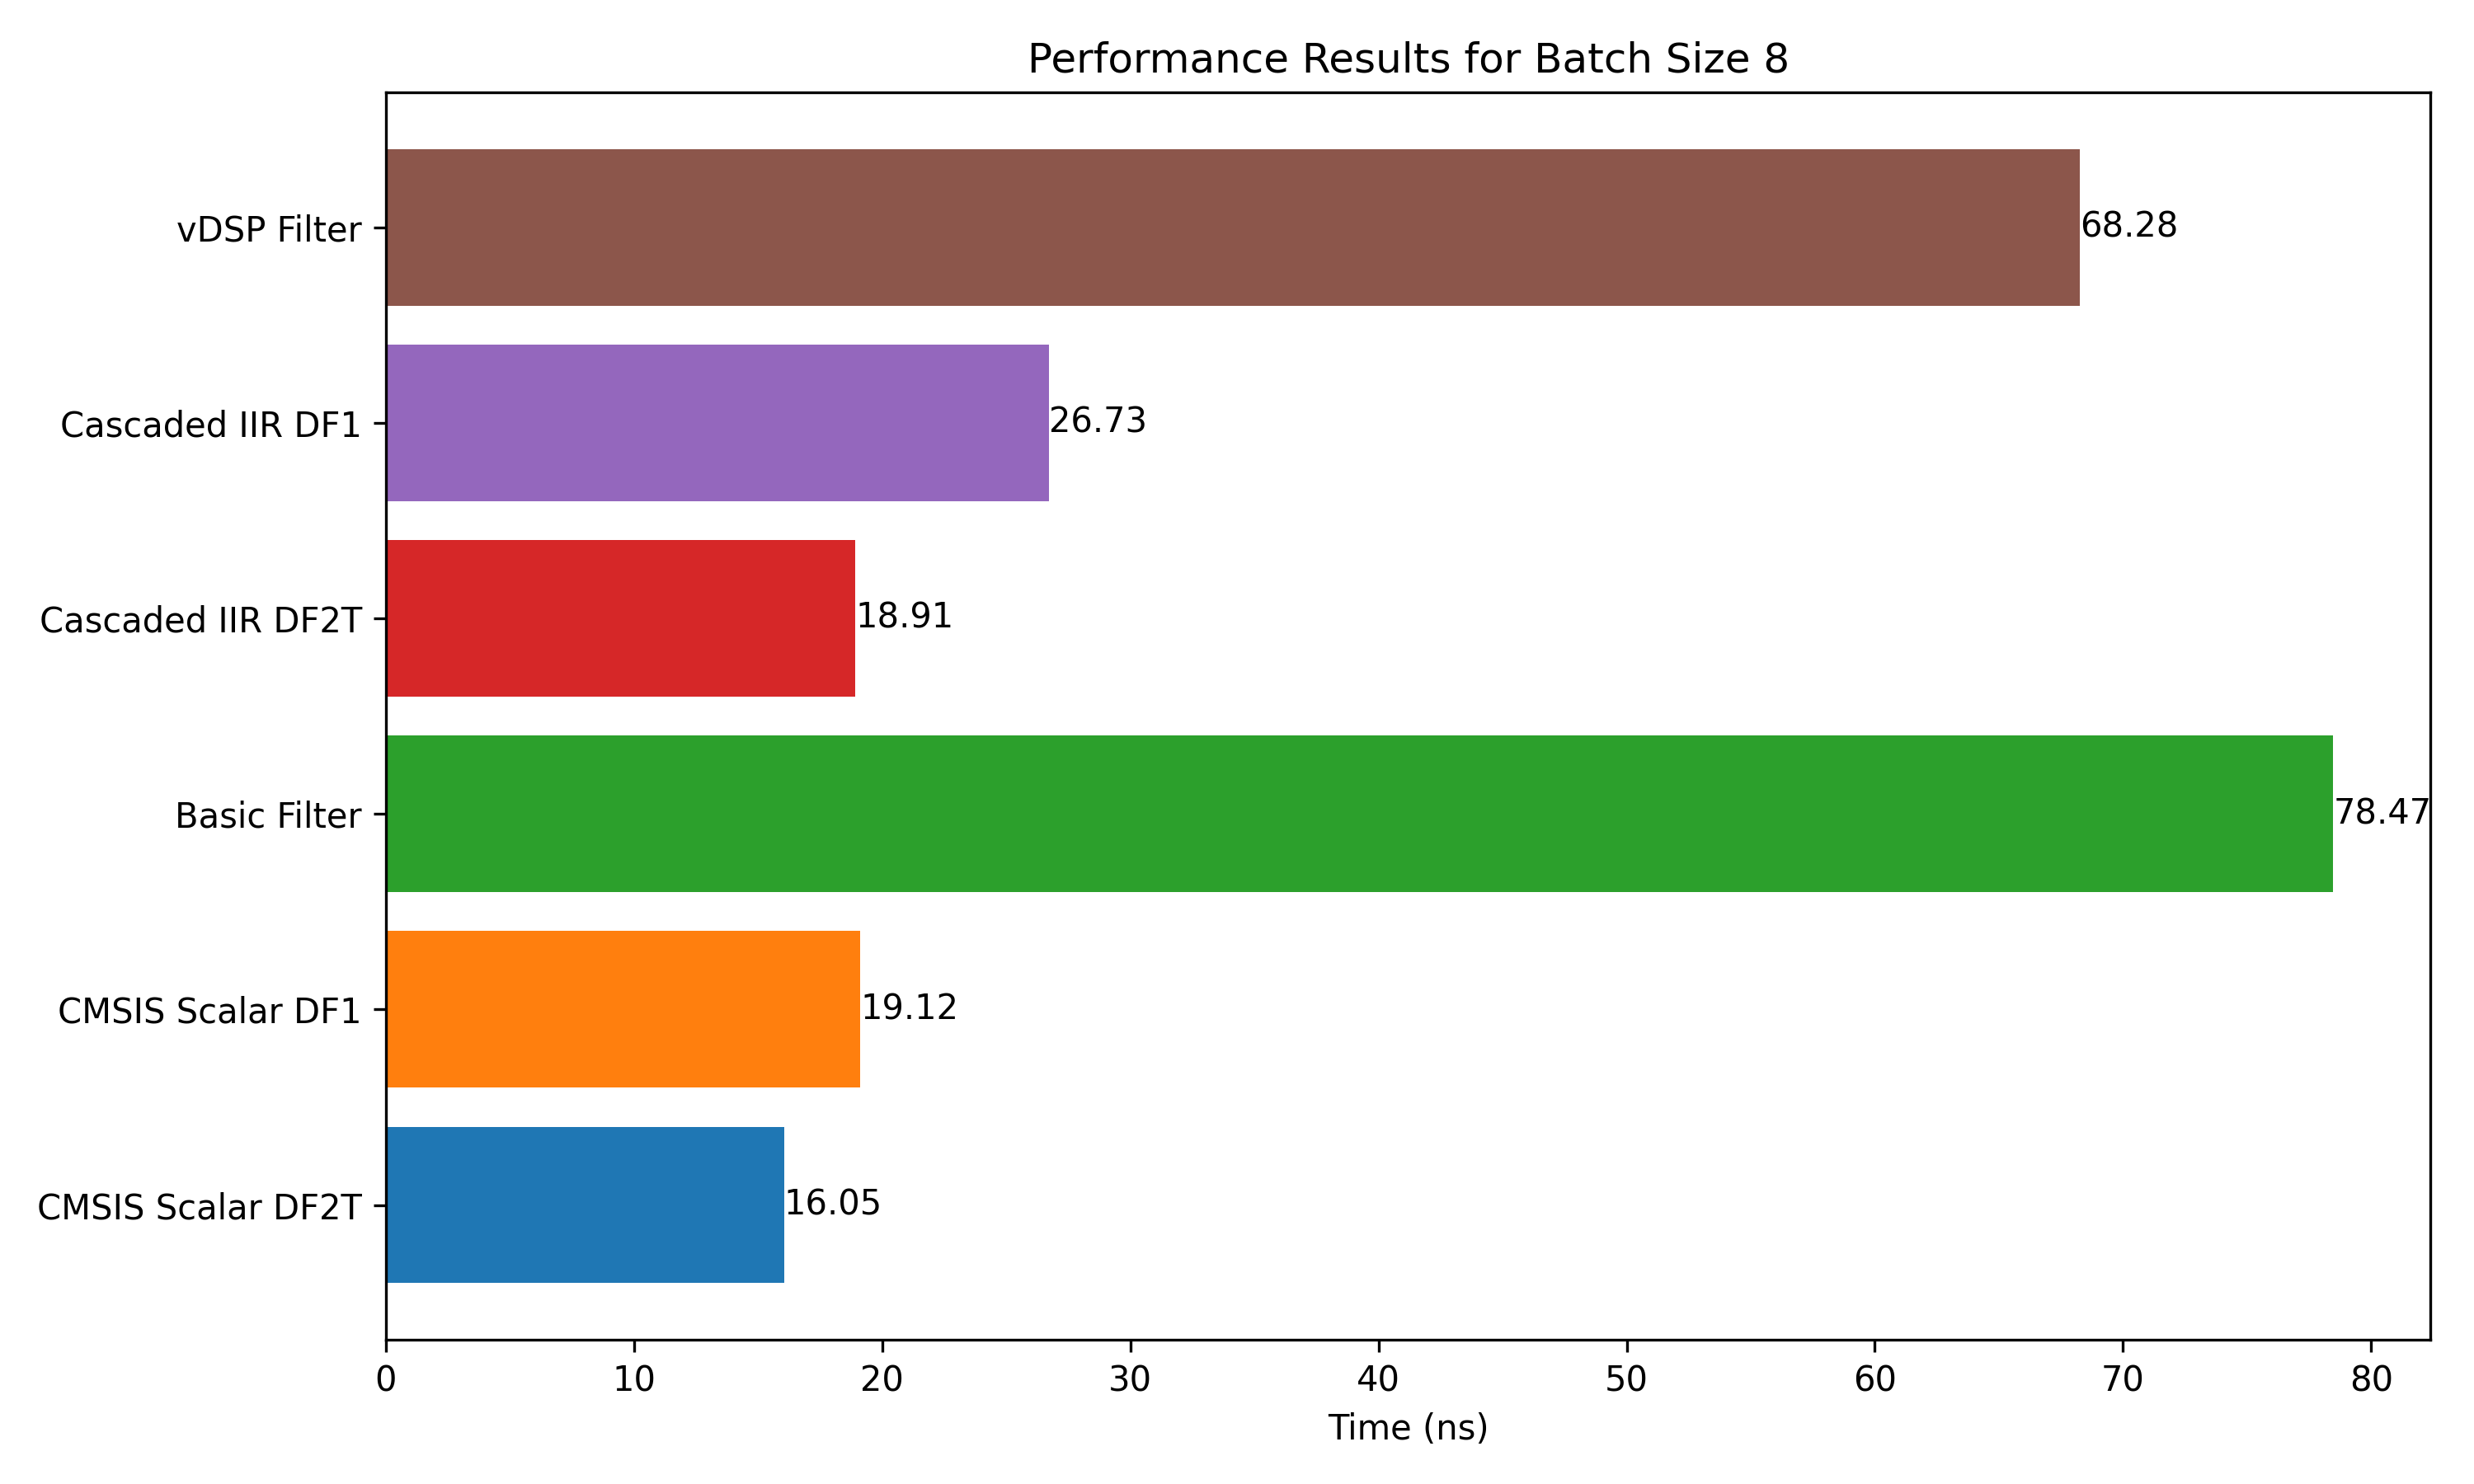 Performance Results for Batch Size 8
vDSP Filter
68.28
Cascaded IIR DF1
26.73
Cascaded IIR DF2T
18.91
Basic Filter
78.47
CMSIS Scalar DF1
19.12
CMSIS Scalar DF2T
16.05
0 10 20 30 40 50 60 70 80
Time (ns)